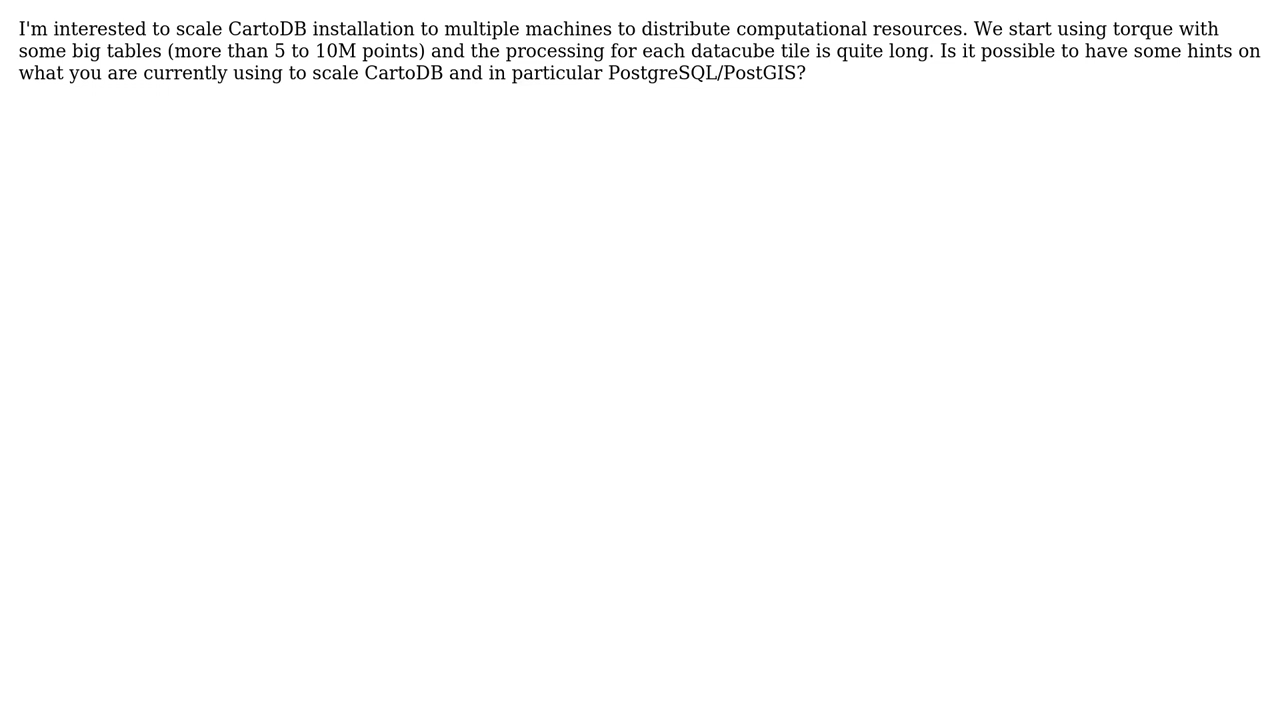 I'm interested to scale CartoDB installation to multiple machines to distribute computational resources. We start using torque with
some big tables (more than 5 to 10M points) and the processing for each datacube tile is quite long. Is it possible to have some hints on
what you are currently using to scale CartoDB and in particular PostgreSQL/PostGIS?